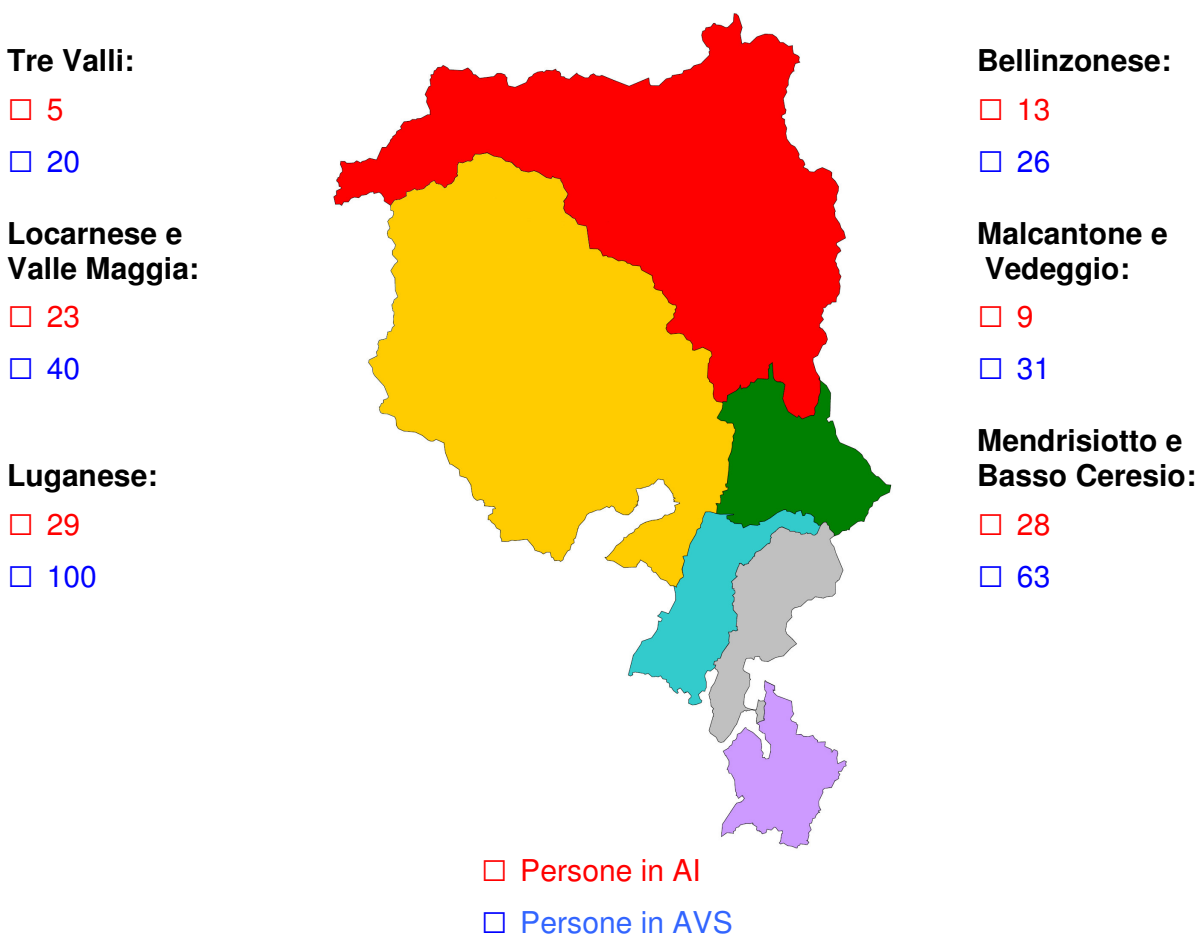 Tre Valli:
☐ 5
☐ 20
Locarnese e
Valle Maggia:
☐ 23
☐ 40
Luganese:
☐ 29
☐ 100
Bellinzonese:
☐ 13
☐ 26
Malcantone e
Vedeggio:
☐ 9
☐ 31
Mendrisiotto e
Basso Ceresio:
☐ 28
☐ 63
☐ Persone in AI
☐ Persone in AVS